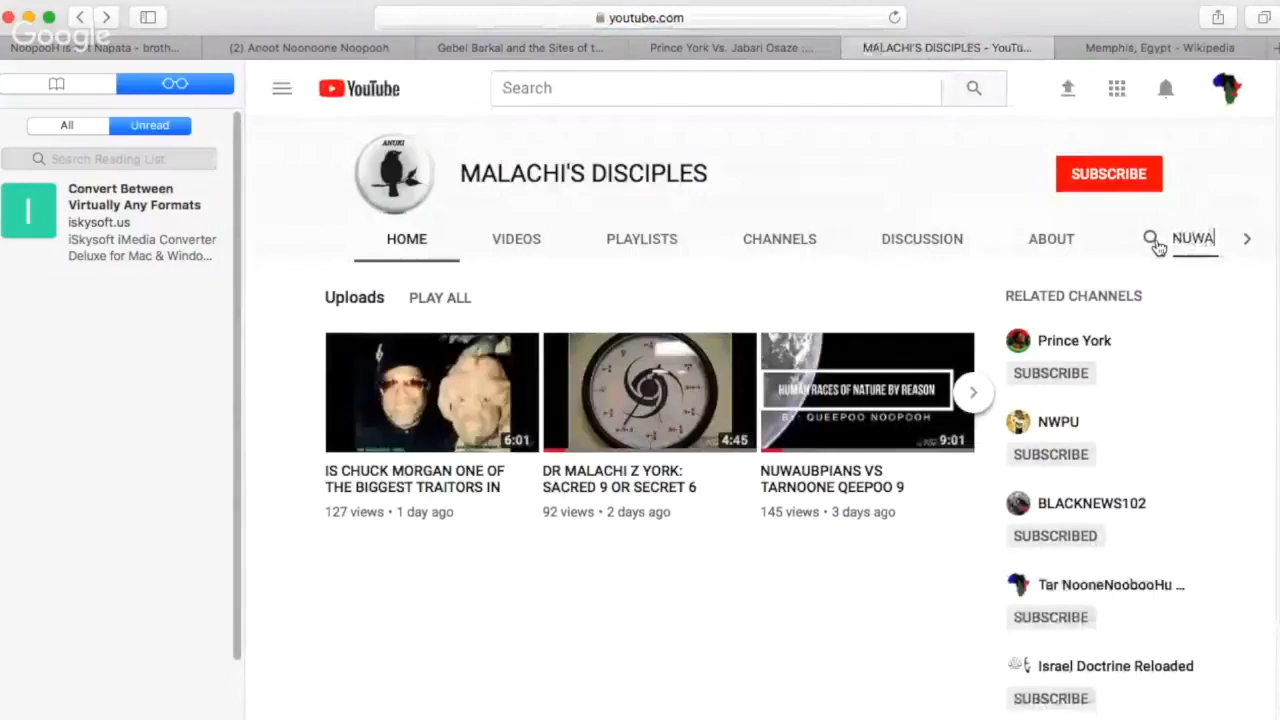 youtube.com
Google
NoopooH is
Napata - broth...
(2) Anoot Noonoone Noopooh
Gebel Barkal and the Sites of t...
Prince York Vs. Jabari Osaze ...
MALACHI'S DISCIPLES - YouTu...
Memphis, Egypt - Wikipedia
YouTube
Search
All
Unread
Search Reading List
Convert Between
Virtually Any Formats
iskysoft.us
iSkysoft iMedia Converter
Deluxe for Mac & Windo...
I
ANUKI
MALACHI'S DISCIPLES
SUBSCRIBE
HOME
VIDEOS
PLAYLISTS
CHANNELS
DISCUSSION
ABOUT
NUWA
Uploads
PLAY ALL
6:01
IS CHUCK MORGAN ONE OF
THE BIGGEST TRAITORS IN
127 views • 1 day ago
4:45
DR MALACHI Z YORK:
SACRED 9 OR SECRET 6
92 views • 2 days ago
HUMAN RACES OF NATURE BY REASON
BY: QUEEPOO NOOPOOH
9:01
NUWAUBPIANS VS
TARNOONE QEEPOO 9
145 views • 3 days ago
RELATED CHANNELS
Prince York
SUBSCRIBE
NWPU
SUBSCRIBE
BLACKNEWS102
SUBSCRIBED
Tar NooneNoobooHu ...
SUBSCRIBE
Israel Doctrine Reloaded
SUBSCRIBE